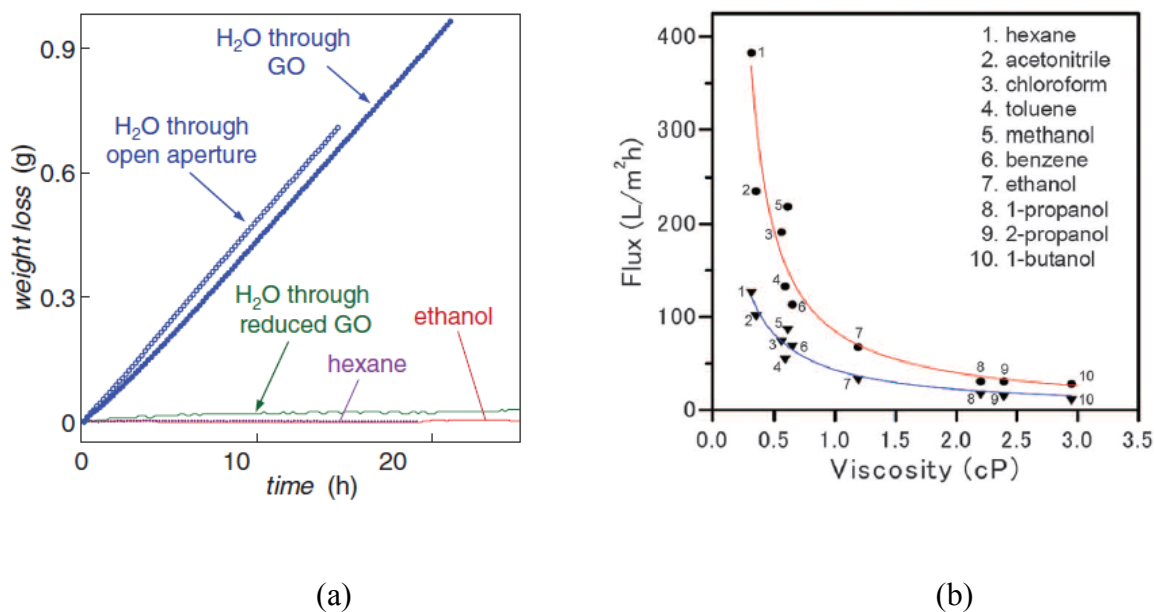 0.9
0.6
0.3
0
weight loss (g)
H₂O through
GO
H₂O through
open aperture
H₂O through
reduced GO
ethanol
hexane
0
10
20
time (h)
(a)
400
300
200
100
0
Flux (L/m²h)
1. hexane
2. acetonitrile
3. chloroform
4. toluene
5. methanol
6. benzene
7. ethanol
8. 1-propanol
9. 2-propanol
10. 1-butanol
1
2
5
3
4
6
7
8
9
10
1
2
5
3
6
4
7
8
9
10
0.0
0.5
1.0
1.5
2.0
2.5
3.0
3.5
Viscosity (cP)
(b)